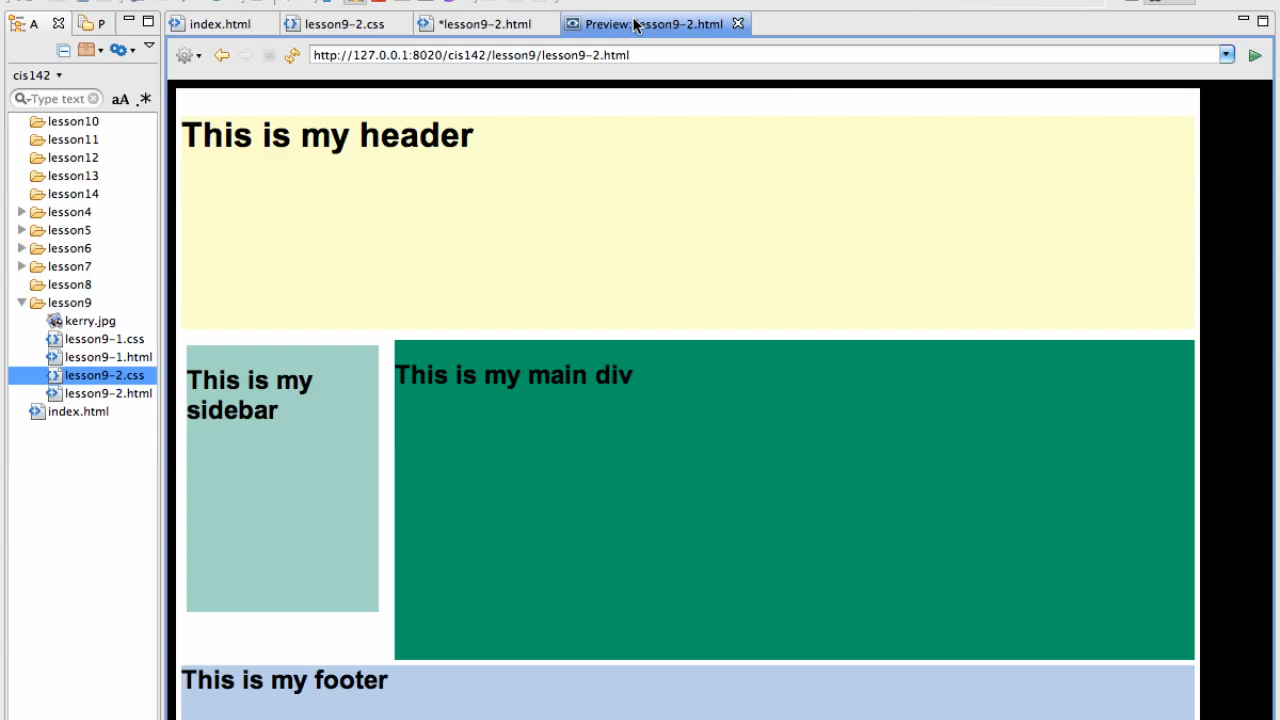 A
P
index.html
lesson9-2.css
*lesson9-2.html
Preview: lesson9-2.html
http://127.0.0.1:8020/cis142/lesson9/lesson9-2.html
cis142
Type text
aA .*
lesson10
lesson11
lesson12
lesson13
lesson14
lesson4
lesson5
lesson6
lesson7
lesson8
lesson9
kerry.jpg
lesson9-1.css
lesson9-1.html
lesson9-2.css
lesson9-2.html
index.html
This is my header
This is my
sidebar
This is my main div
This is my footer